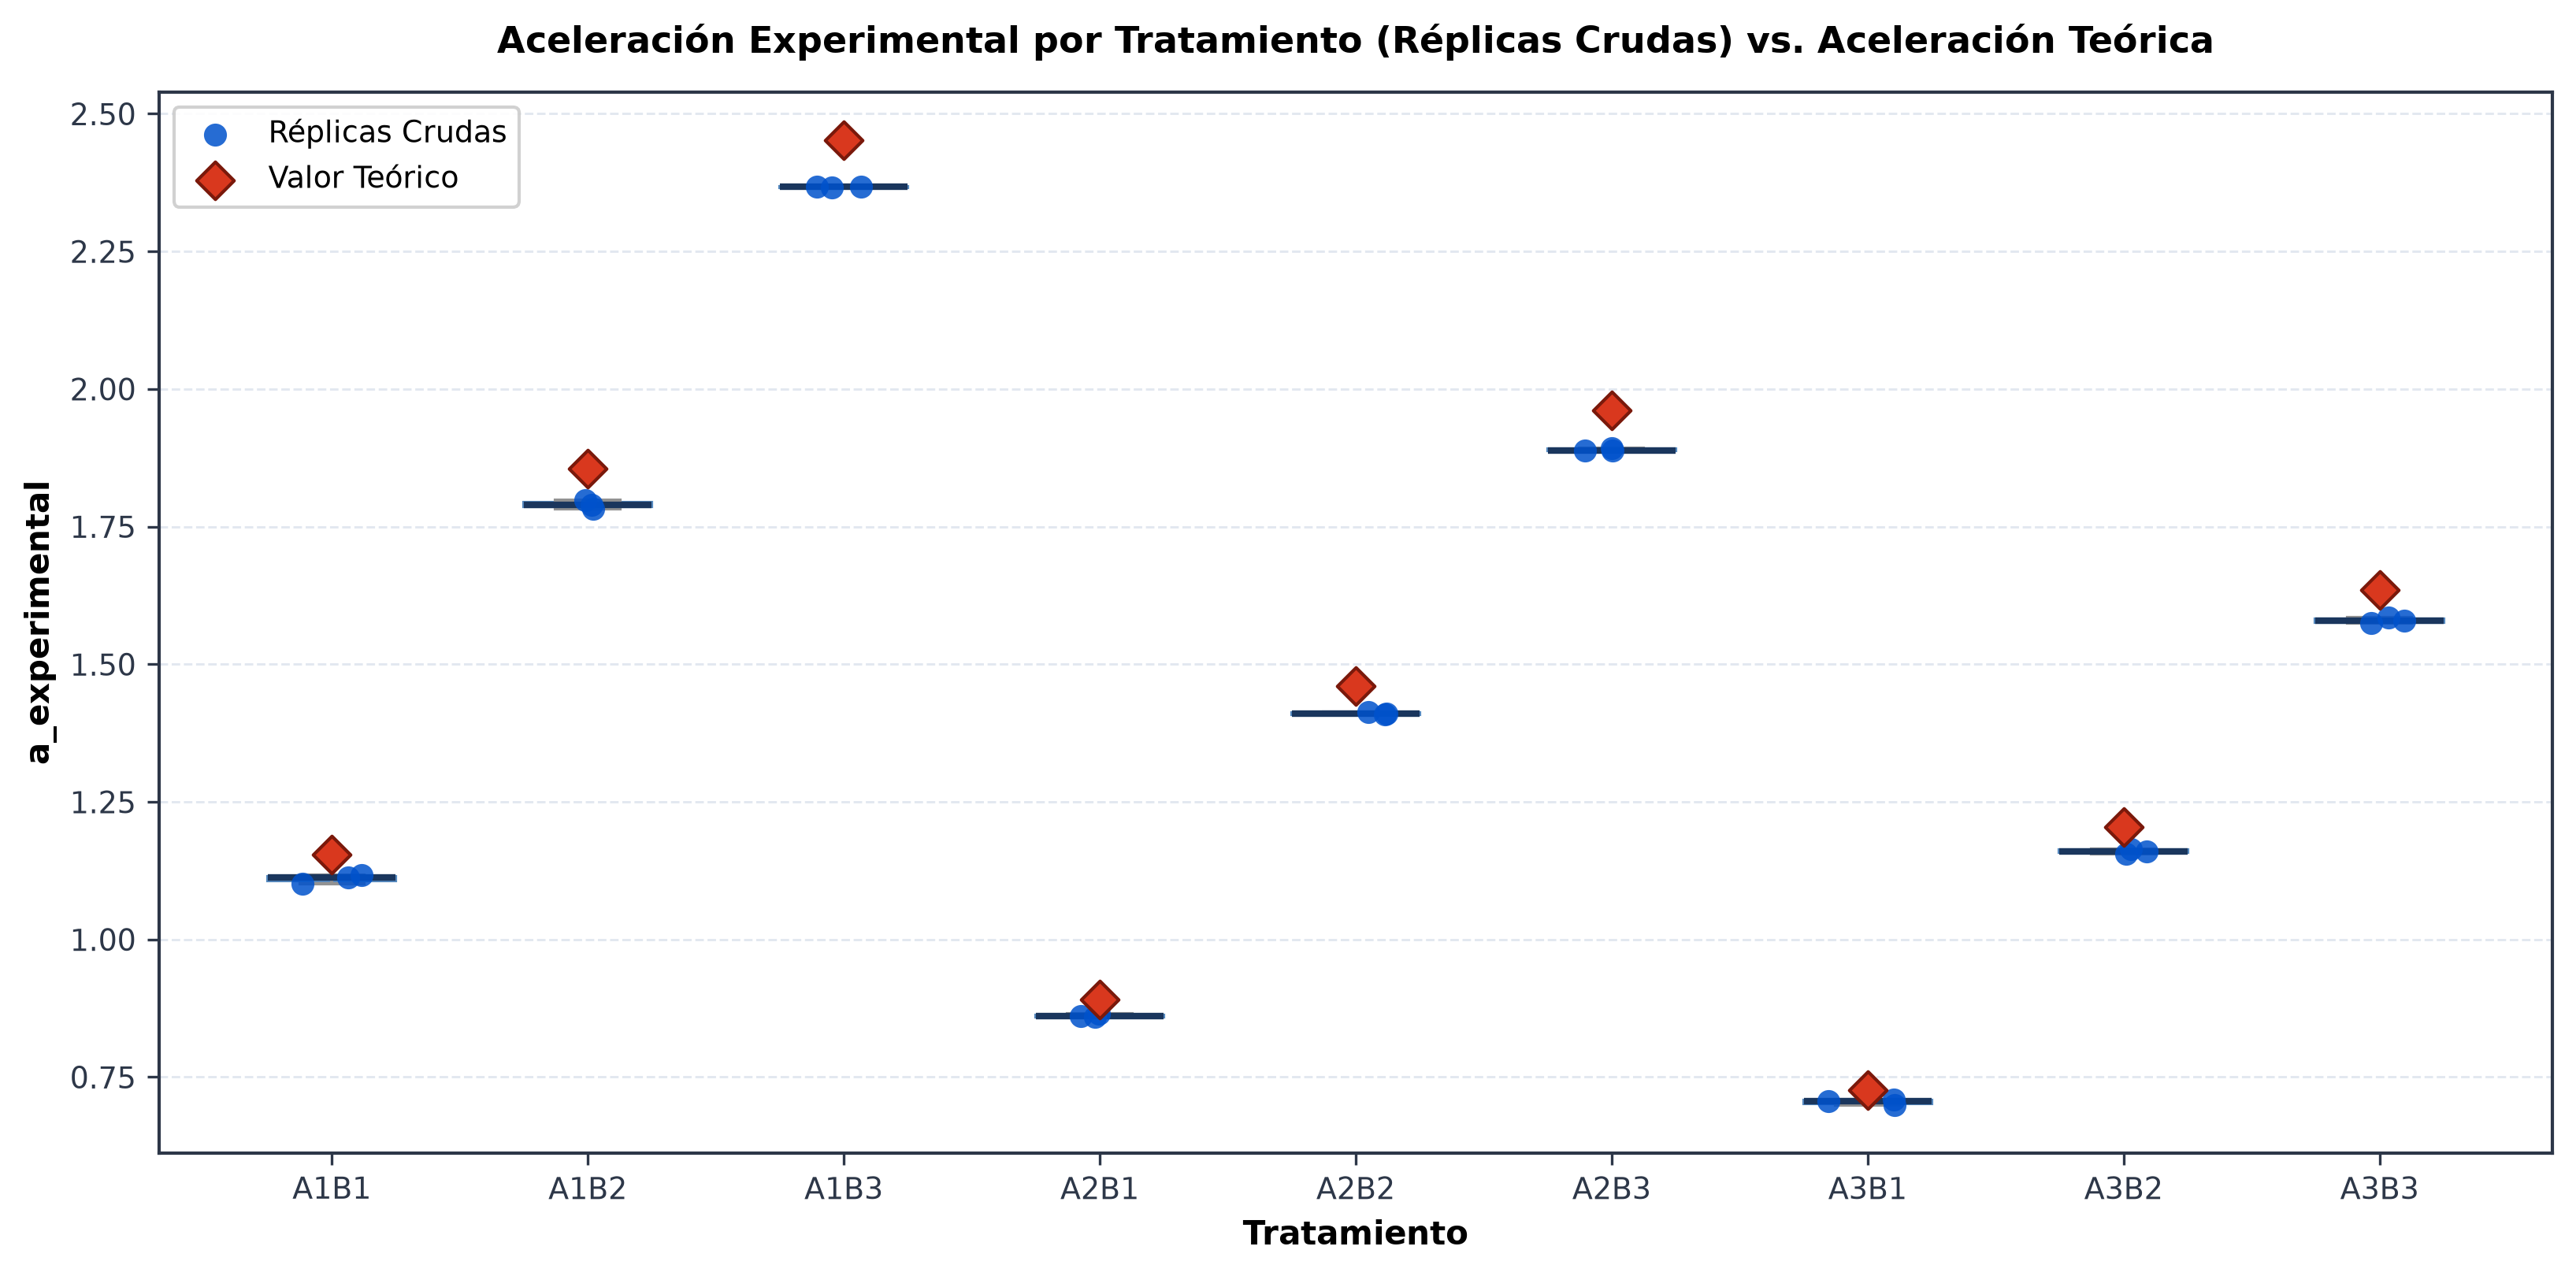 Aceleración Experimental por Tratamiento (Réplicas Crudas) vs. Aceleración Teórica
Réplicas Crudas
Valor Teórico
a_experimental
2.50
2.25
2.00
1.75
1.50
1.25
1.00
0.75
A1B1 A1B2 A1B3 A2B1 A2B2 A2B3 A3B1 A3B2 A3B3
Tratamiento